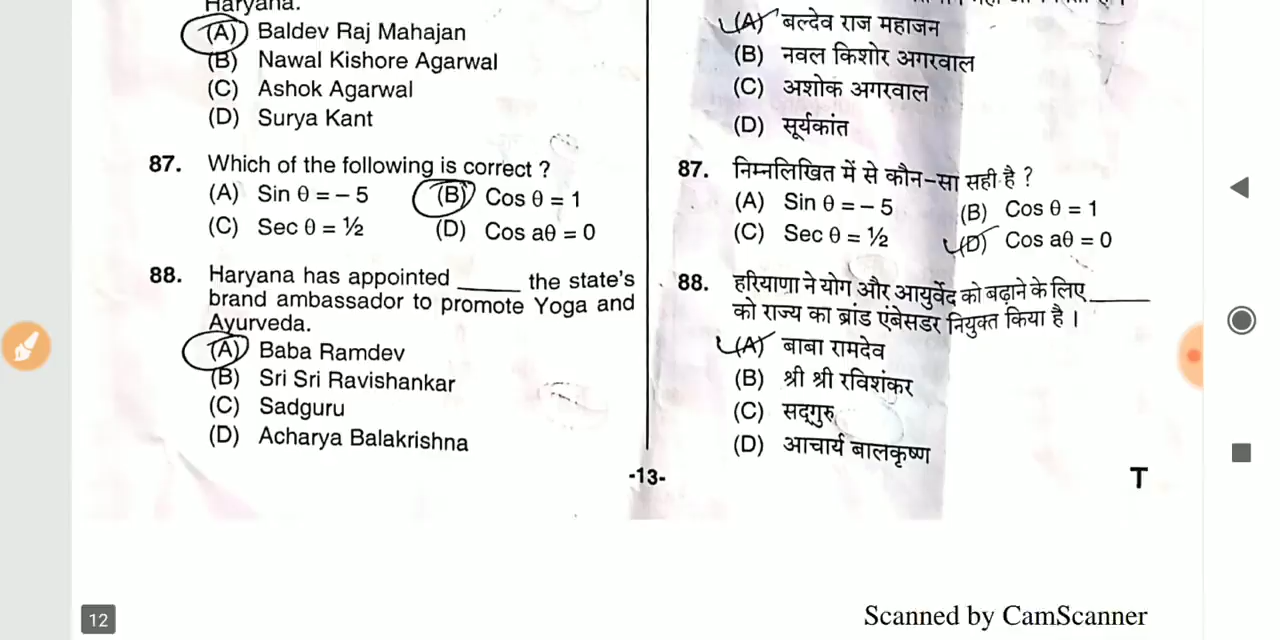 Haryana.
(A) Baldev Raj Mahajan
(B) Nawal Kishore Agarwal
(C) Ashok Agarwal
(D) Surya Kant
87. Which of the following is correct ?
(A) Sin θ = – 5 (B) Cos θ = 1
(C) Sec θ = ½ (D) Cos aθ = 0
88. Haryana has appointed _____ the state's
brand ambassador to promote Yoga and
Ayurveda.
(A) Baba Ramdev
(B) Sri Sri Ravishankar
(C) Sadguru
(D) Acharya Balakrishna
(A) बल्देव राज महाजन
(B) नवल किशोर अगरवाल
(C) अशोक अगरवाल
(D) सूर्यकांत
87. निम्नलिखित में से कौन-सा सही है ?
(A) Sin θ = – 5 (B) Cos θ = 1
(C) Sec θ = ½ (D) Cos aθ = 0
88. हरियाणा ने योग और आयुर्वेद को बढ़ाने के लिए _____
को राज्य का ब्रांड एंबेसडर नियुक्त किया है ।
(A) बाबा रामदेव
(B) श्री श्री रविशंकर
(C) सद्गुरु
(D) आचार्य बालकृष्ण
-13-
T
12
Scanned by CamScanner